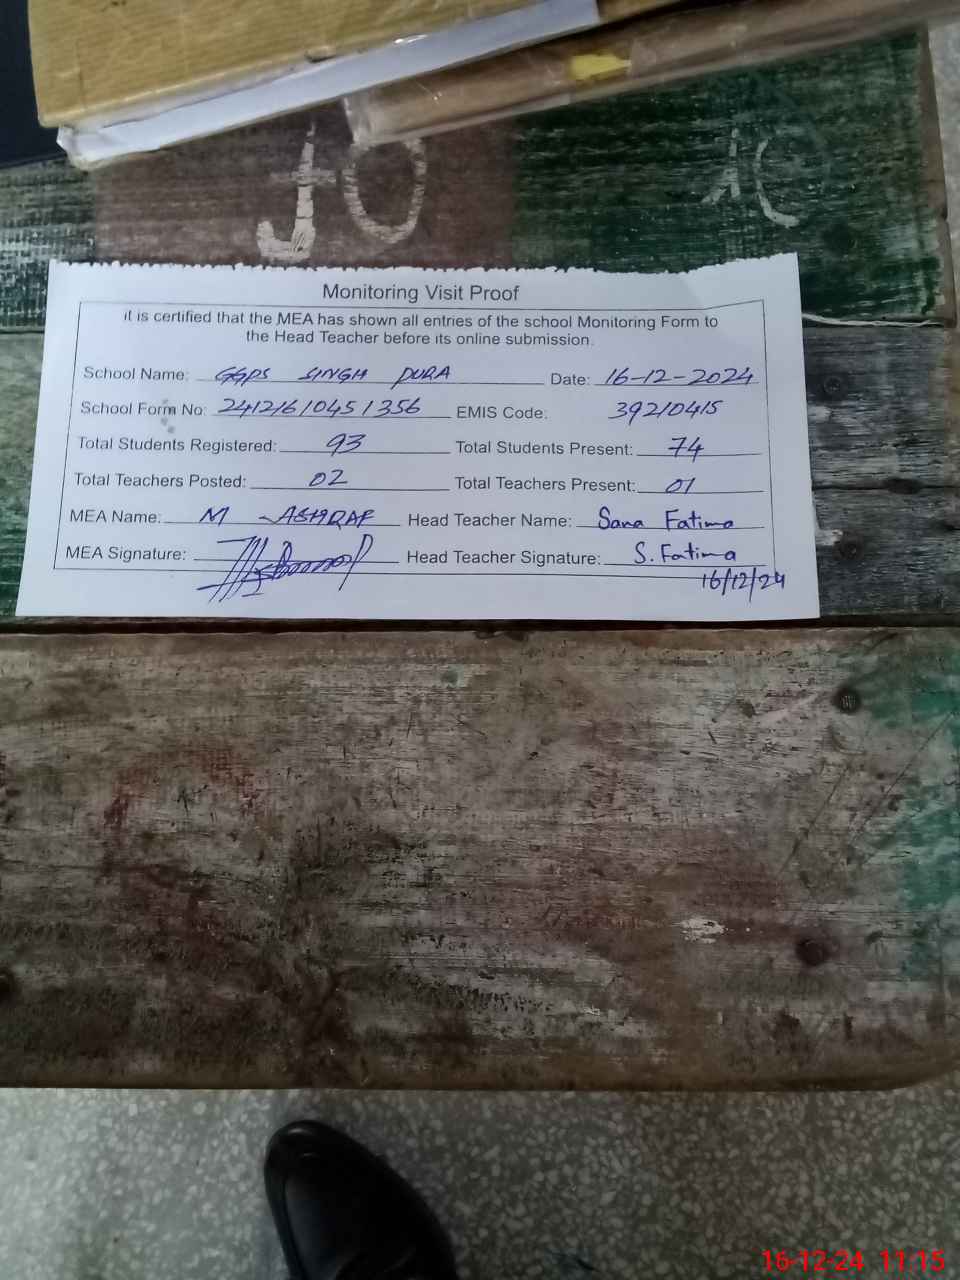 Monitoring Visit Proof
it is certified that the MEA has shown all entries of the school Monitoring Form to
the Head Teacher before its online submission.
School Name: GGPS SINGH PURA Date: 16-12-2024
School Form No: 24121610451356 EMIS Code: 39210415
Total Students Registered: 93 Total Students Present: 74
Total Teachers Posted: 02 Total Teachers Present: 01
MEA Name: M - ASHRAF Head Teacher Name: Sana Fatima
MEA Signature: Head Teacher Signature: S. Fatima
16/12/24
16-12-24 11:15